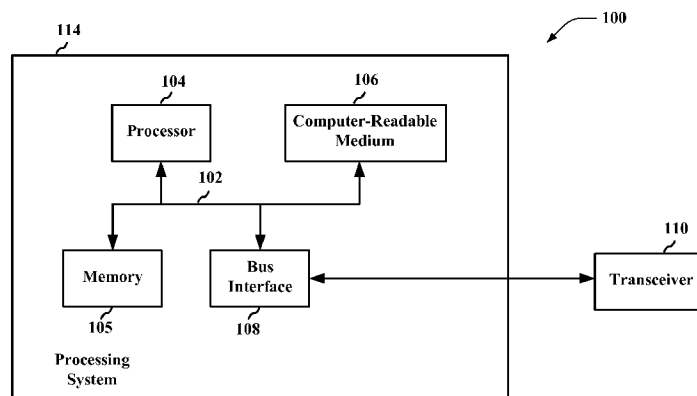 100
114
104
Processor
106
Computer-Readable
Medium
102
Memory
105
Bus
Interface
108
110
Transceiver
Processing
System